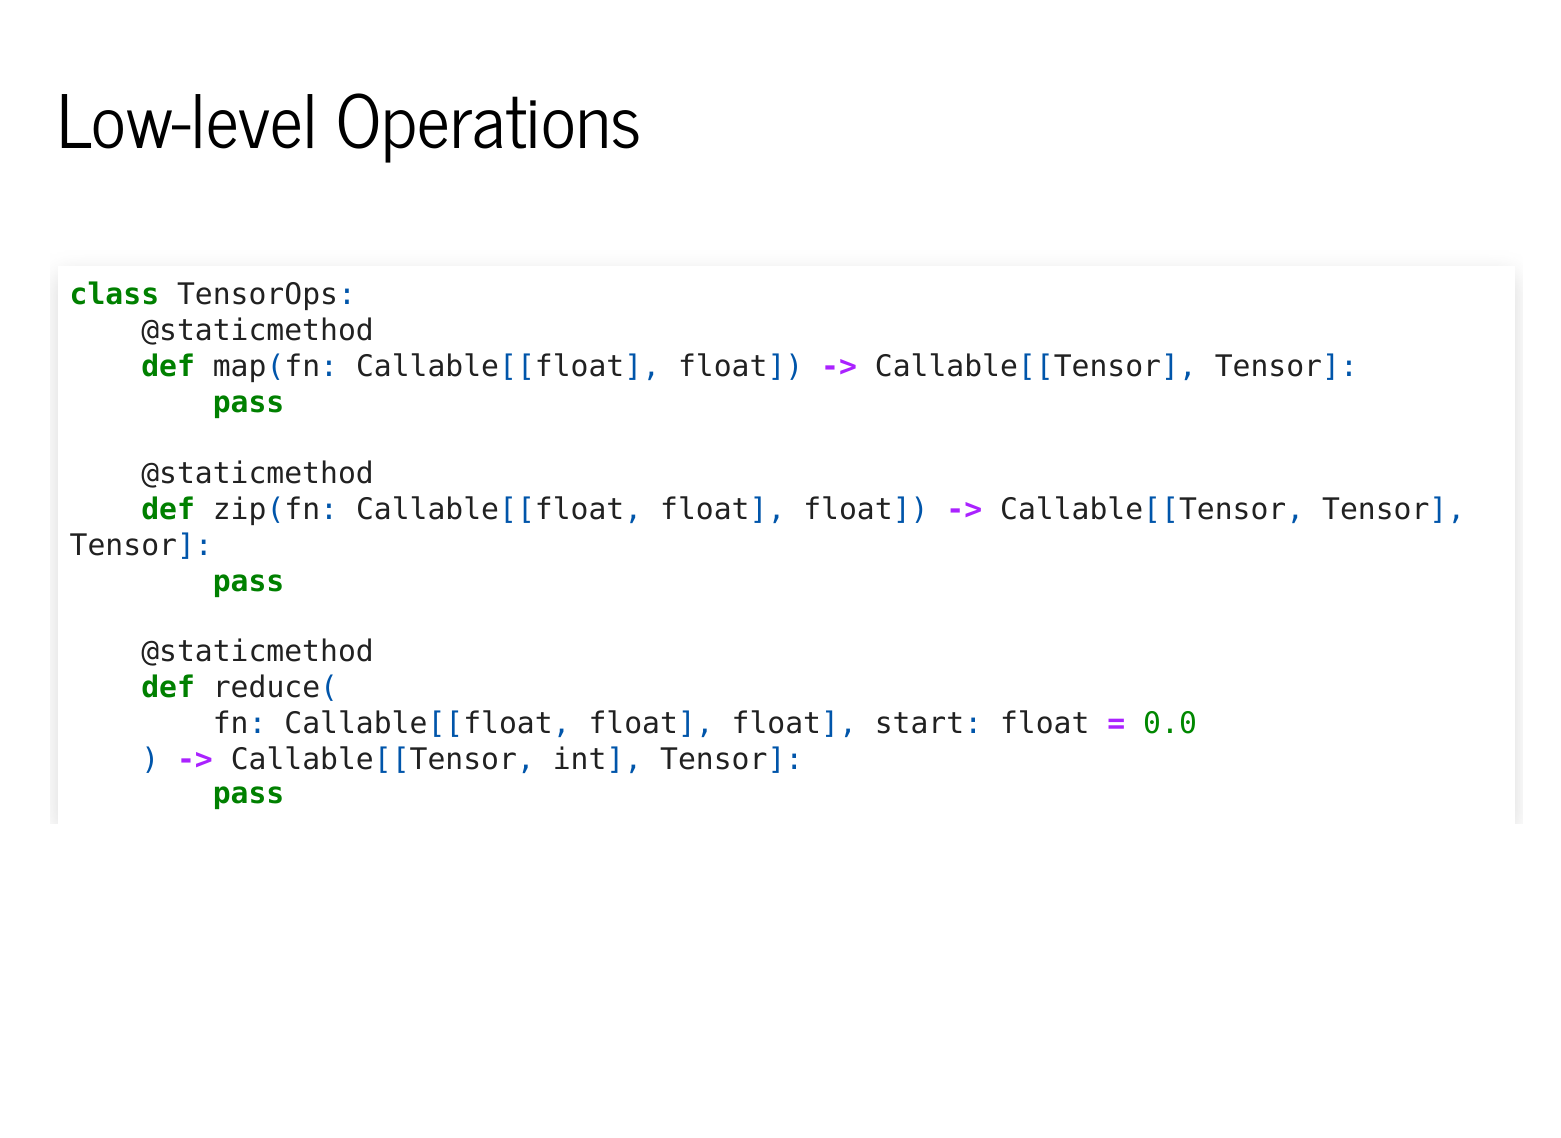 Low-level Operations
class TensorOps:
    @staticmethod
    def map(fn: Callable[[float], float]) -> Callable[[Tensor], Tensor]:
        pass

    @staticmethod
    def zip(fn: Callable[[float, float], float]) -> Callable[[Tensor, Tensor],
Tensor]:
        pass

    @staticmethod
    def reduce(
        fn: Callable[[float, float], float], start: float = 0.0
    ) -> Callable[[Tensor, int], Tensor]:
        pass